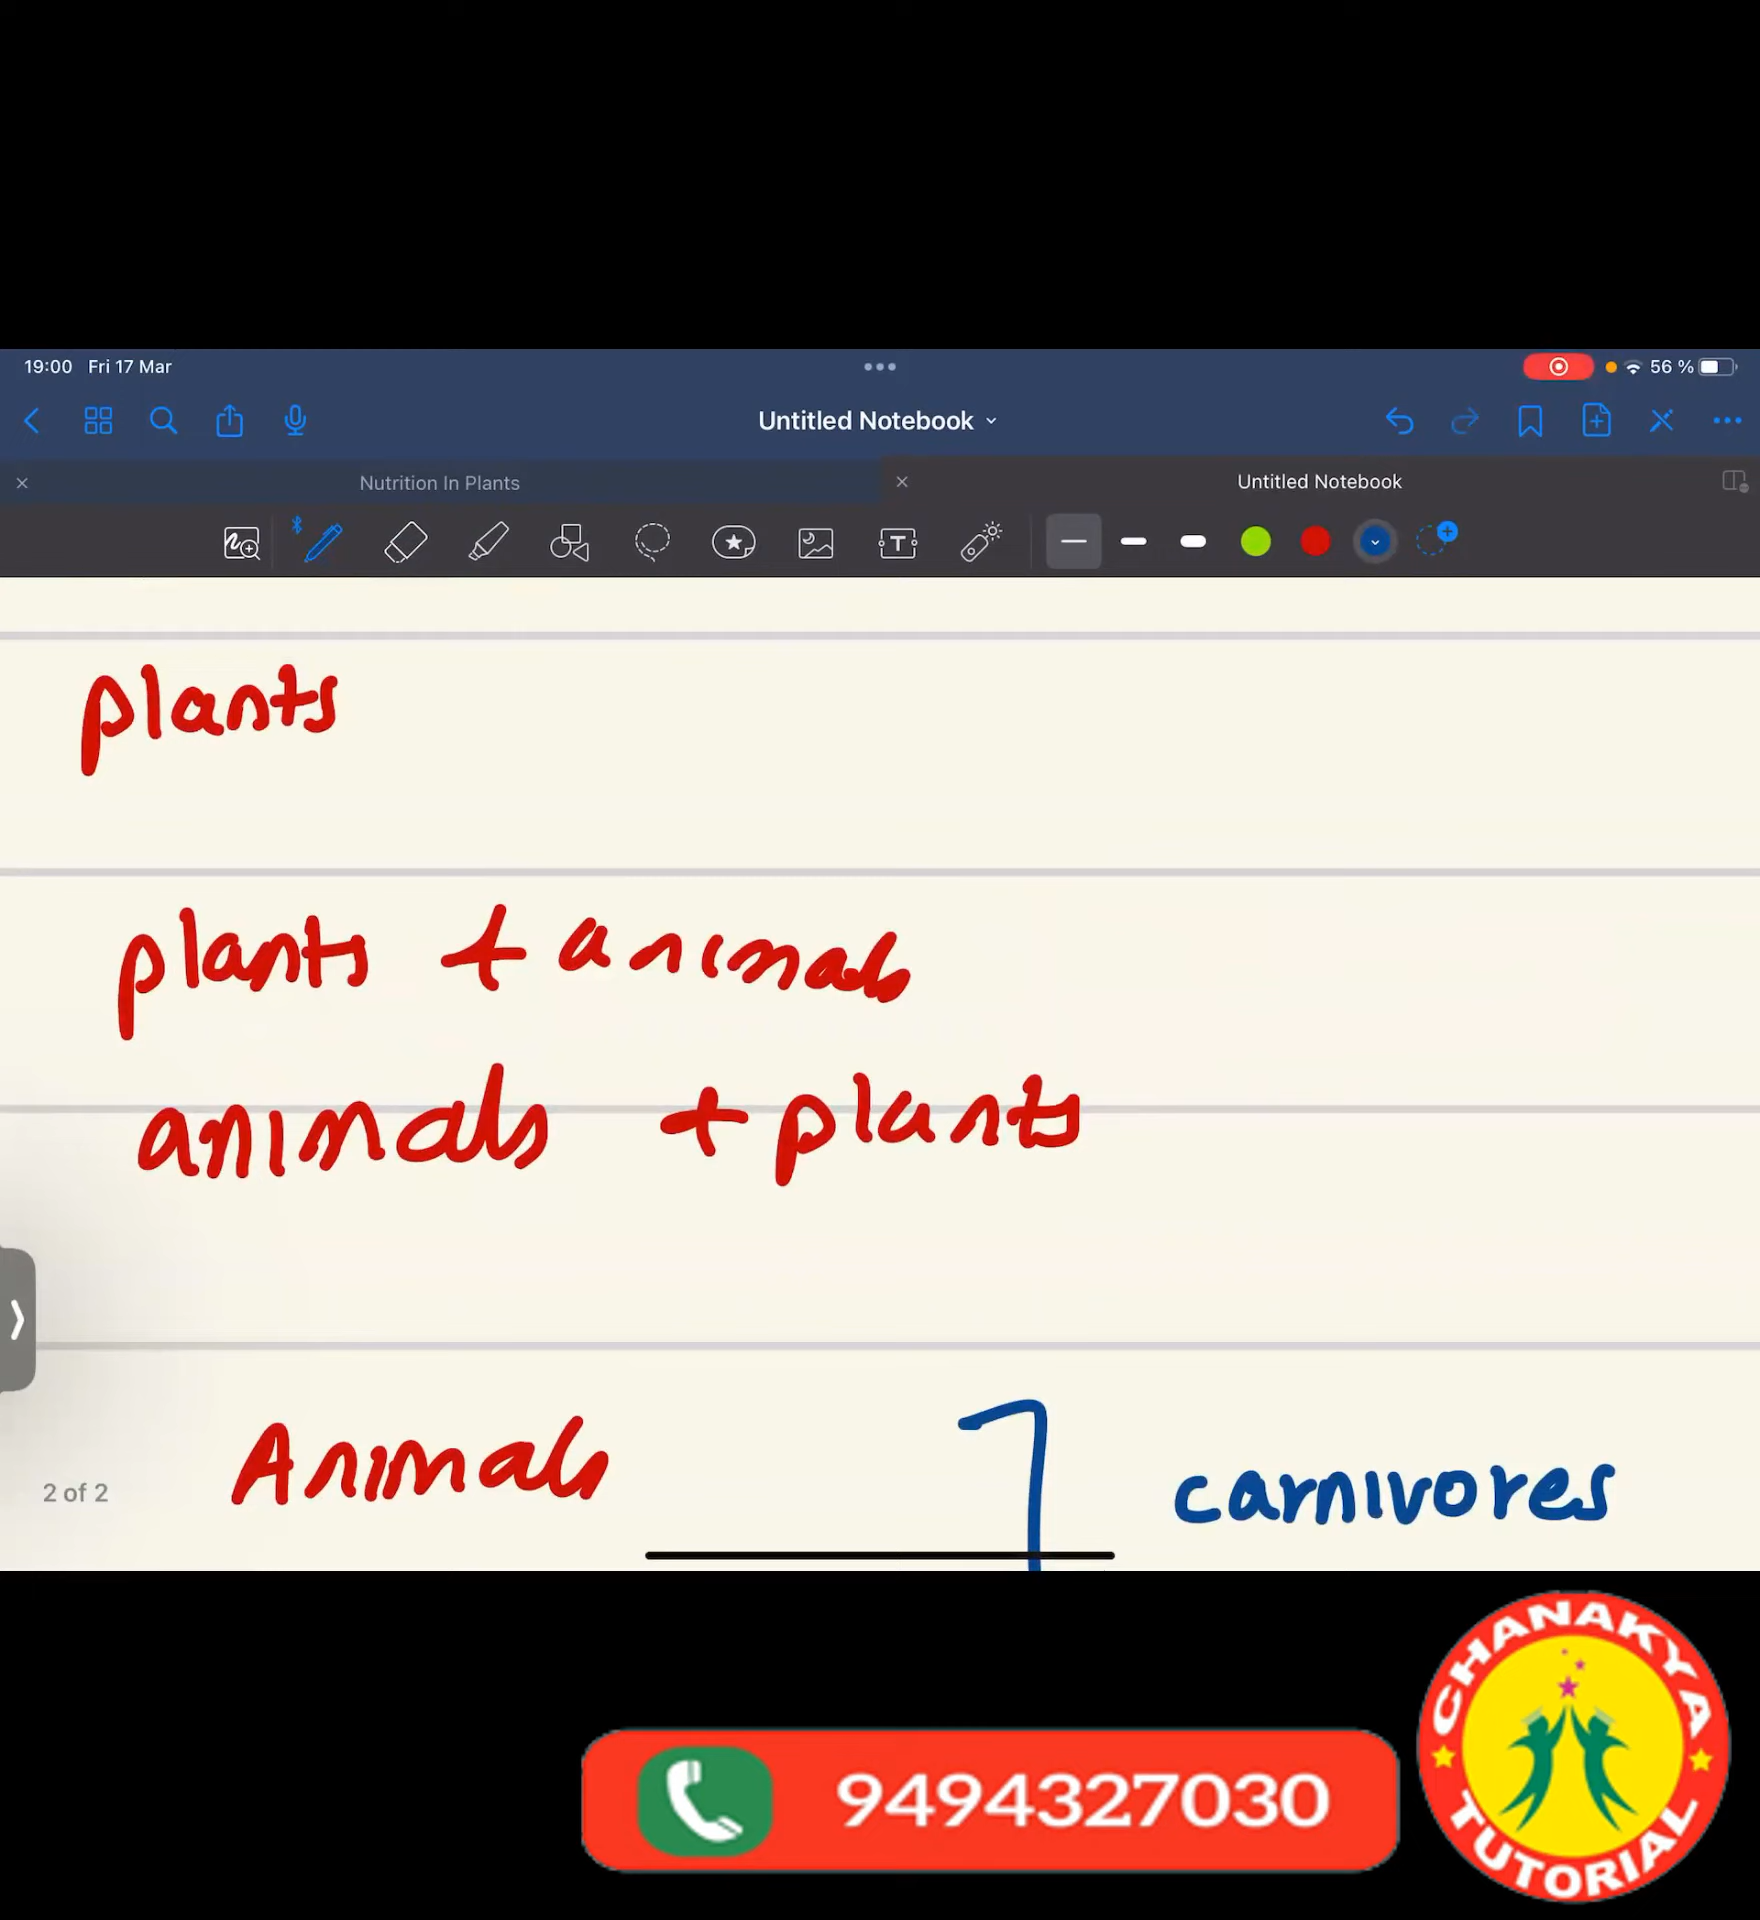 19:00 Fri 17 Mar
56 %
Untitled Notebook
Nutrition In Plants
Untitled Notebook
T
plants
plants + animals
animals + plants
Animals
carnivores
2 of 2
9494327030
CHANAKYA
TUTORIAL